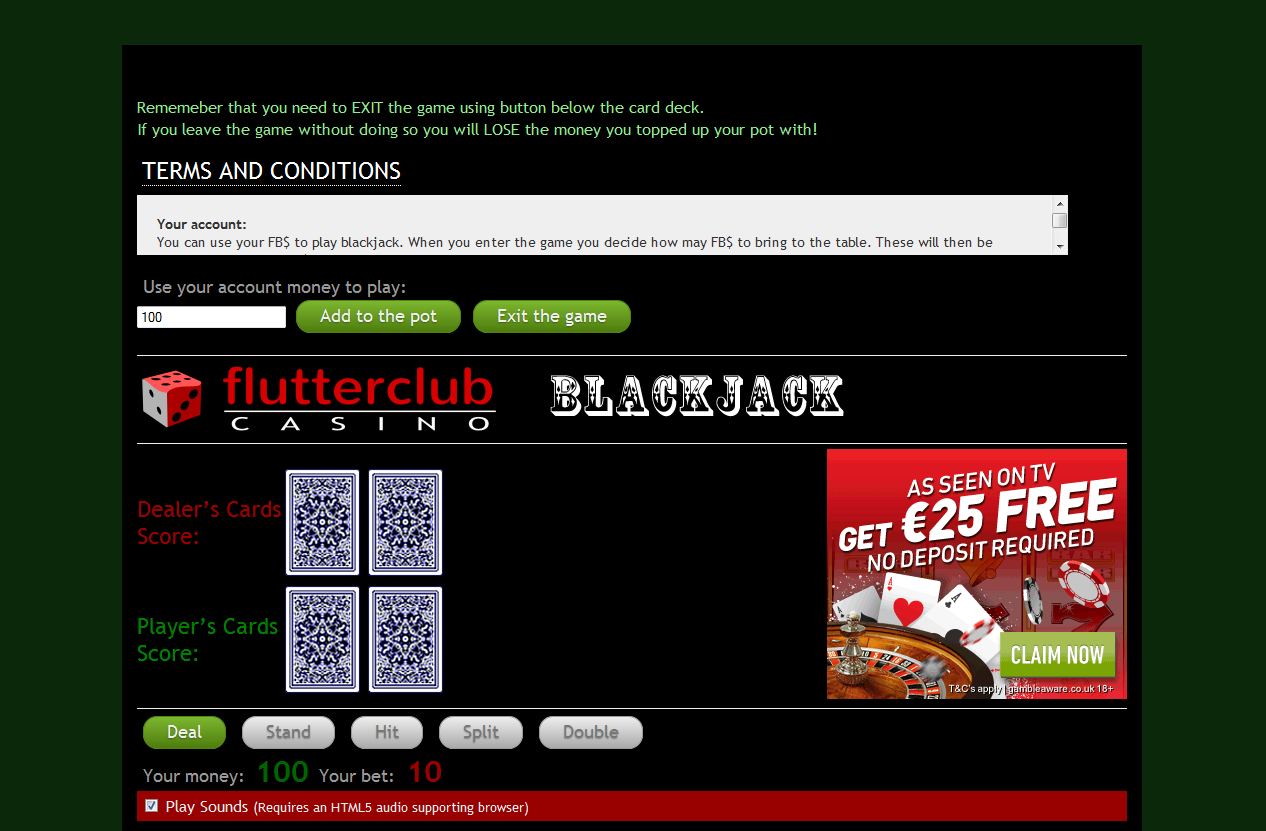 Rememeber that you need to EXIT the game using button below the card deck.
If you leave the game without doing so you will LOSE the money you topped up your pot with!
TERMS AND CONDITIONS
Your account:
You can use your FB$ to play blackjack. When you enter the game you decide how may FB$ to bring to the table. These will then be
Use your account money to play:
100
Add to the pot
Exit the game
flutterclub
CASINO
BLACKJACK
Dealer's Cards
Score:
AS SEEN ON TV
GET €25 FREE
NO DEPOSIT REQUIRED
Player's Cards
Score:
CLAIM NOW
T&C's apply | gambleaware.co.uk 18+
Deal
Stand
Hit
Split
Double
Your money: 100 Your bet: 10
Play Sounds (Requires an HTML5 audio supporting browser)